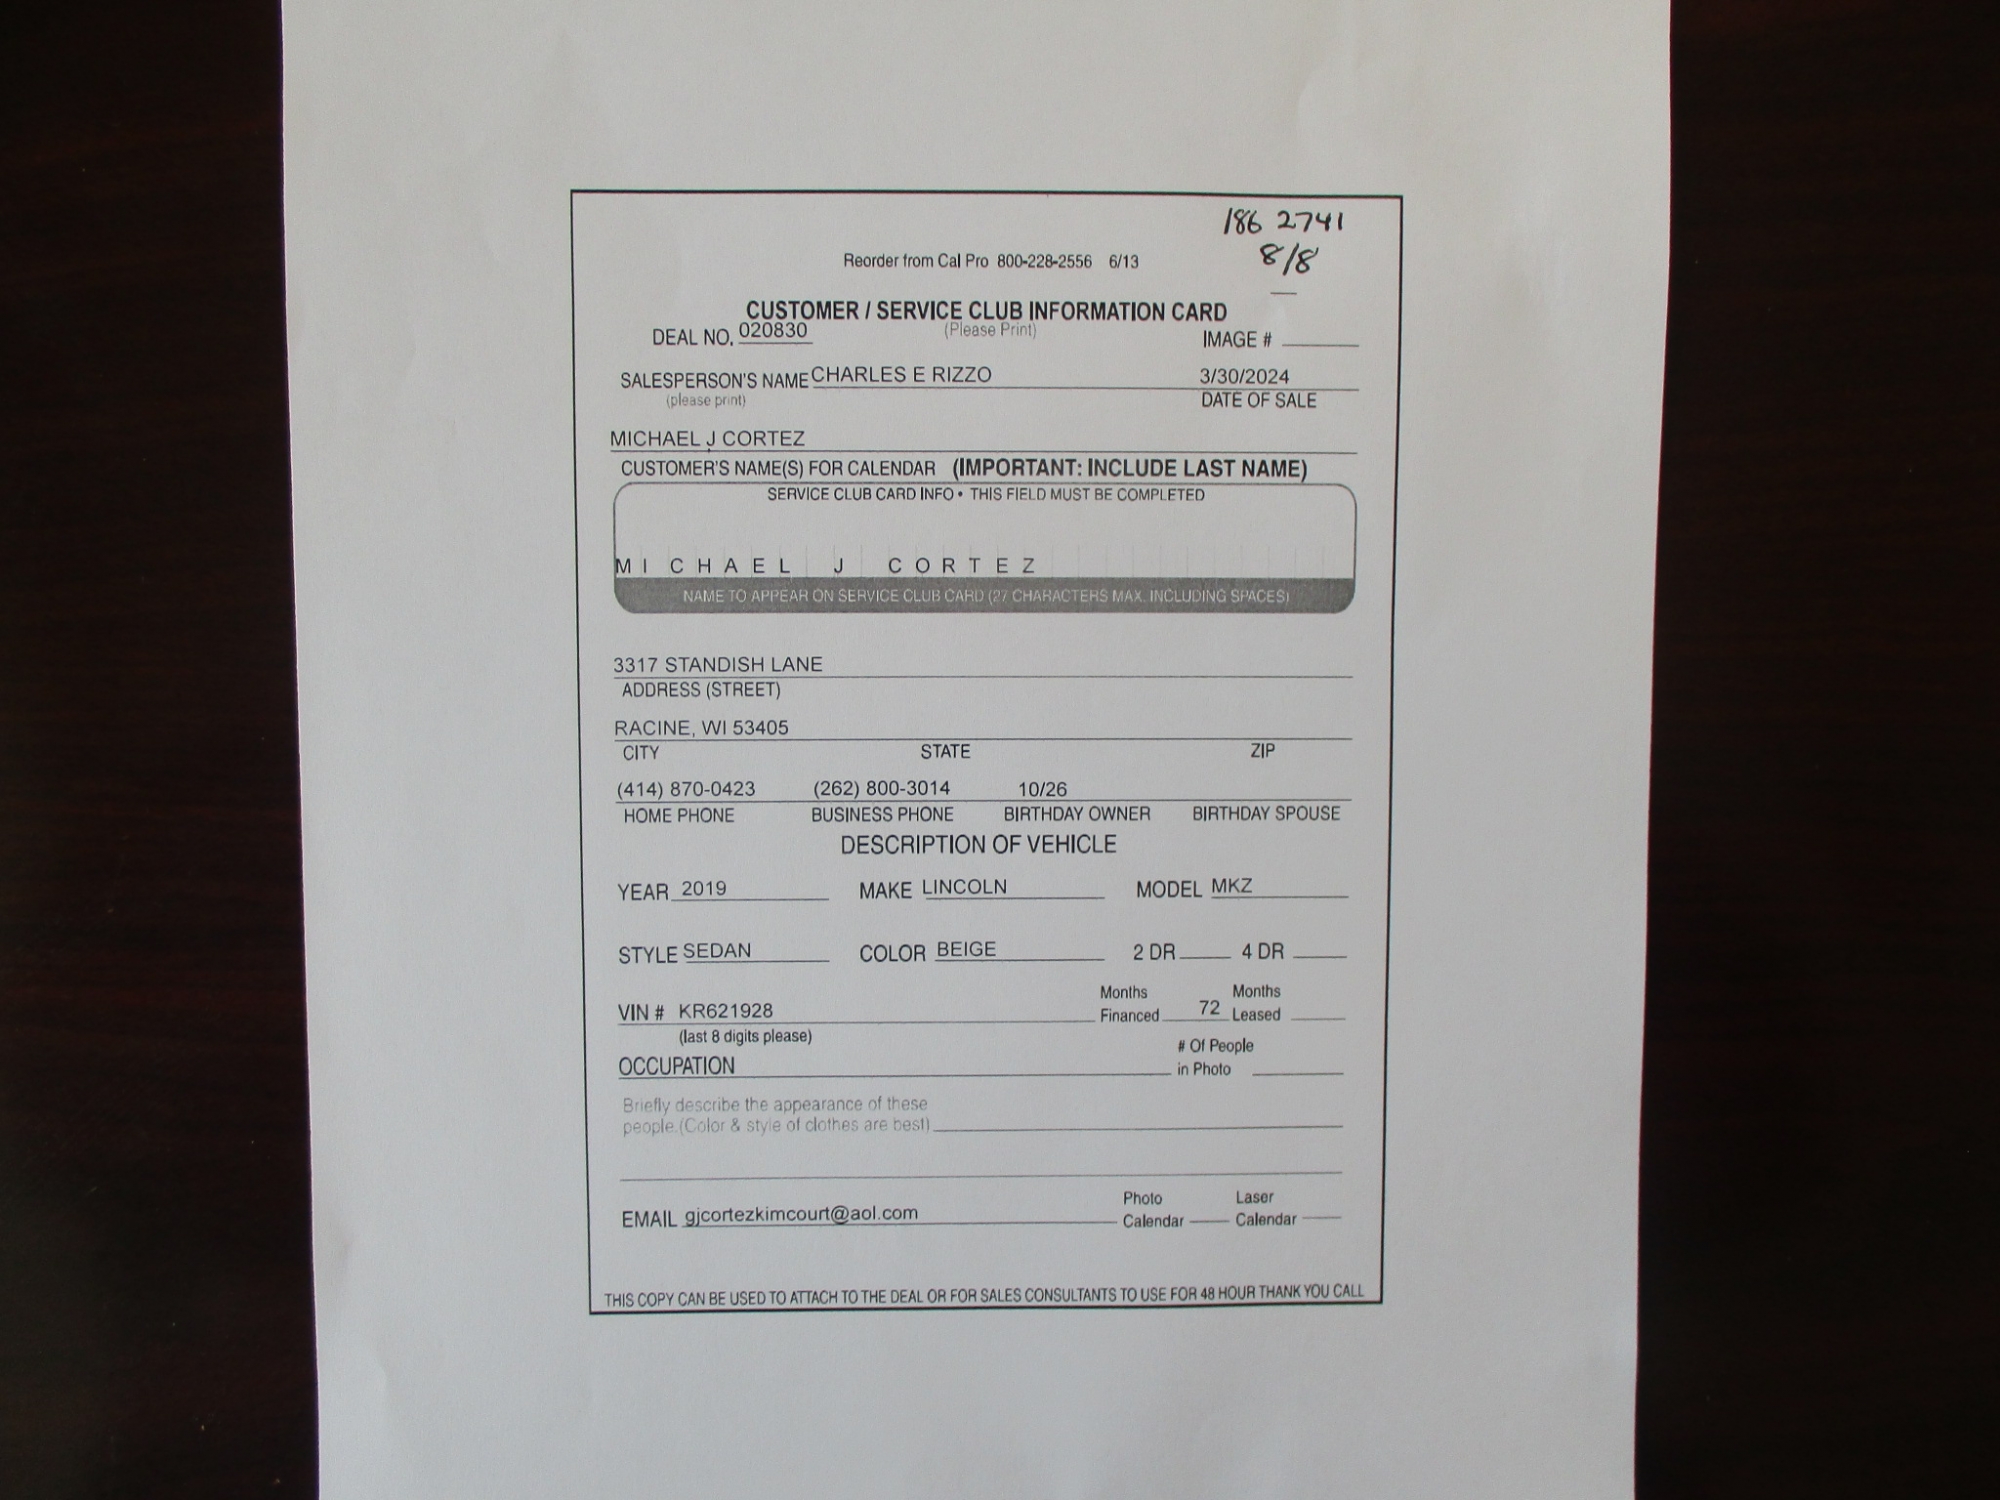 186 2741
8/8
Reorder from Cal Pro 800-228-2556 6/13
CUSTOMER / SERVICE CLUB INFORMATION CARD
DEAL NO. 020830 (Please Print) IMAGE #
SALESPERSON'S NAME CHARLES E RIZZO 3/30/2024
(please print) DATE OF SALE
MICHAEL J CORTEZ
CUSTOMER'S NAME(S) FOR CALENDAR (IMPORTANT: INCLUDE LAST NAME)
SERVICE CLUB CARD INFO • THIS FIELD MUST BE COMPLETED
MICHAEL J CORTEZ
NAME TO APPEAR ON SERVICE CLUB CARD (27 CHARACTERS MAX. INCLUDING SPACES)
3317 STANDISH LANE
ADDRESS (STREET)
RACINE, WI 53405
CITY STATE ZIP
(414) 870-0423 (262) 800-3014 10/26
HOME PHONE BUSINESS PHONE BIRTHDAY OWNER BIRTHDAY SPOUSE
DESCRIPTION OF VEHICLE
YEAR 2019 MAKE LINCOLN MODEL MKZ
STYLE SEDAN COLOR BEIGE 2 DR 4 DR
Months Months
VIN # KR621928 Financed 72 Leased
(last 8 digits please)
# Of People
OCCUPATION in Photo
Briefly describe the appearance of these
people.(Color & style of clothes are best)
Photo Laser
EMAIL gjcortezkimcourt@aol.com Calendar Calendar
THIS COPY CAN BE USED TO ATTACH TO THE DEAL OR FOR SALES CONSULTANTS TO USE FOR 48 HOUR THANK YOU CALL